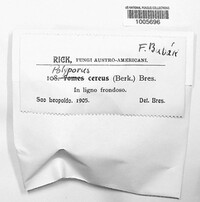 US NATIONAL FUNGUS COLLECTIONS
1005696
F. Bubák
RICK, FUNGI AUSTRO-AMERICANI.
Polyporus
108. Fomes cereus (Berk.) Bres.
In ligno frondoso.
Sao leopoldo. 1905. Det. Bres.